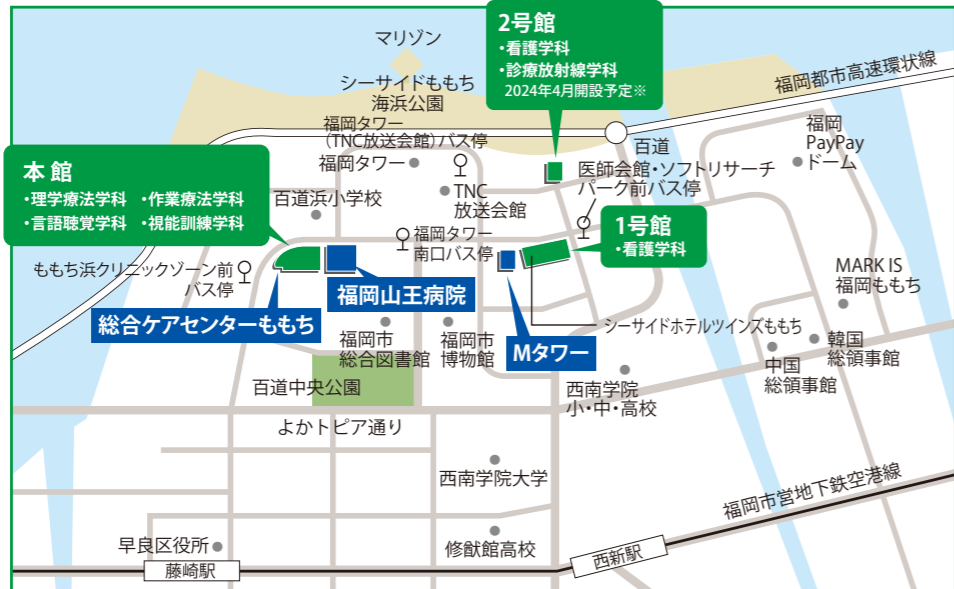 マリゾン
シーサイドももち
海浜公園
2号館
・看護学科
・診療放射線学科
2024年4月開設予定※
福岡都市高速環状線
福岡タワー
（TNC放送会館）バス停
福岡タワー
百道
福岡
PayPay
ドーム
医師会館・ソフトリサーチ
パーク前バス停
本館
・理学療法学科 ・作業療法学科
・言語聴覚学科 ・視能訓練学科
百道浜小学校
TNC
放送会館
1号館
・看護学科
福岡タワー
南口バス停
ももち浜クリニックゾーン前
バス停
福岡山王病院
MARK IS
福岡ももち
総合ケアセンターももち
シーサイドホテルツインズももち
福岡市
総合図書館
福岡市
博物館
Mタワー
韓国
総領事館
中国
総領事館
百道中央公園
西南学院
小・中・高校
よかトピア通り
西南学院大学
福岡市営地下鉄空港線
早良区役所
修猷館高校
西新駅
藤崎駅